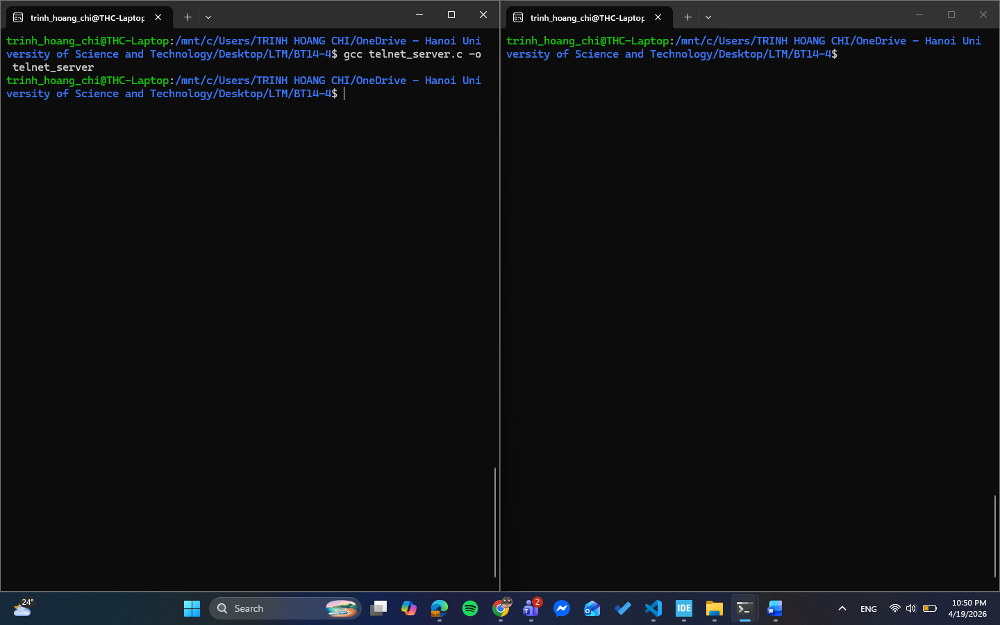 trinh_hoang_chi@THC-Laptop
trinh_hoang_chi@THC-Laptop:/mnt/c/Users/TRINH HOANG CHI/OneDrive - Hanoi Uni
versity of Science and Technology/Desktop/LTM/BT14-4$ gcc telnet_server.c -o
telnet_server
trinh_hoang_chi@THC-Laptop:/mnt/c/Users/TRINH HOANG CHI/OneDrive - Hanoi Uni
versity of Science and Technology/Desktop/LTM/BT14-4$
trinh_hoang_chi@THC-Laptop
trinh_hoang_chi@THC-Laptop:/mnt/c/Users/TRINH HOANG CHI/OneDrive - Hanoi Uni
versity of Science and Technology/Desktop/LTM/BT14-4$
24°
Search
2
IDE
ENG
10:50 PM
4/19/2026